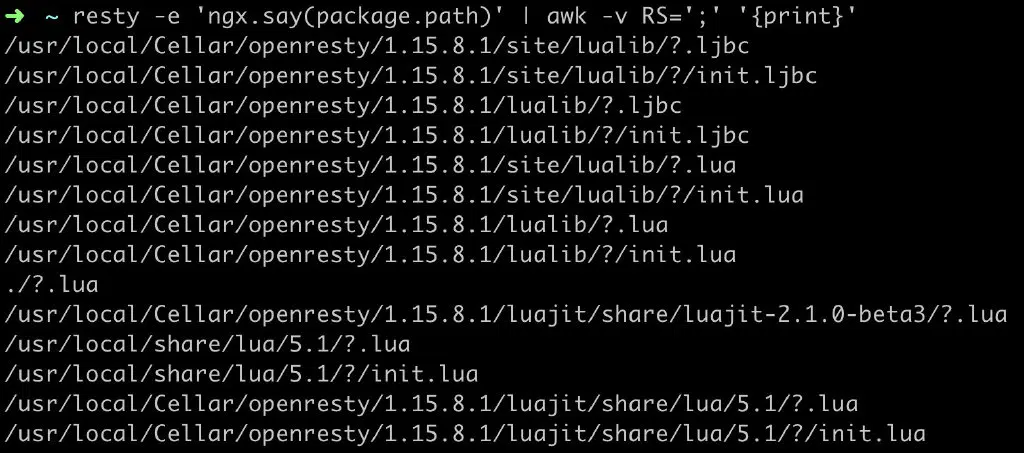 ➜  ~ resty -e 'ngx.say(package.path)' | awk -v RS=';' '{print}'
/usr/local/Cellar/openresty/1.15.8.1/site/lualib/?.ljbc
/usr/local/Cellar/openresty/1.15.8.1/site/lualib/?/init.ljbc
/usr/local/Cellar/openresty/1.15.8.1/lualib/?.ljbc
/usr/local/Cellar/openresty/1.15.8.1/lualib/?/init.ljbc
/usr/local/Cellar/openresty/1.15.8.1/site/lualib/?.lua
/usr/local/Cellar/openresty/1.15.8.1/site/lualib/?/init.lua
/usr/local/Cellar/openresty/1.15.8.1/lualib/?.lua
/usr/local/Cellar/openresty/1.15.8.1/lualib/?/init.lua
./?.lua
/usr/local/Cellar/openresty/1.15.8.1/luajit/share/luajit-2.1.0-beta3/?.lua
/usr/local/share/lua/5.1/?.lua
/usr/local/share/lua/5.1/?/init.lua
/usr/local/Cellar/openresty/1.15.8.1/luajit/share/lua/5.1/?.lua
/usr/local/Cellar/openresty/1.15.8.1/luajit/share/lua/5.1/?/init.lua